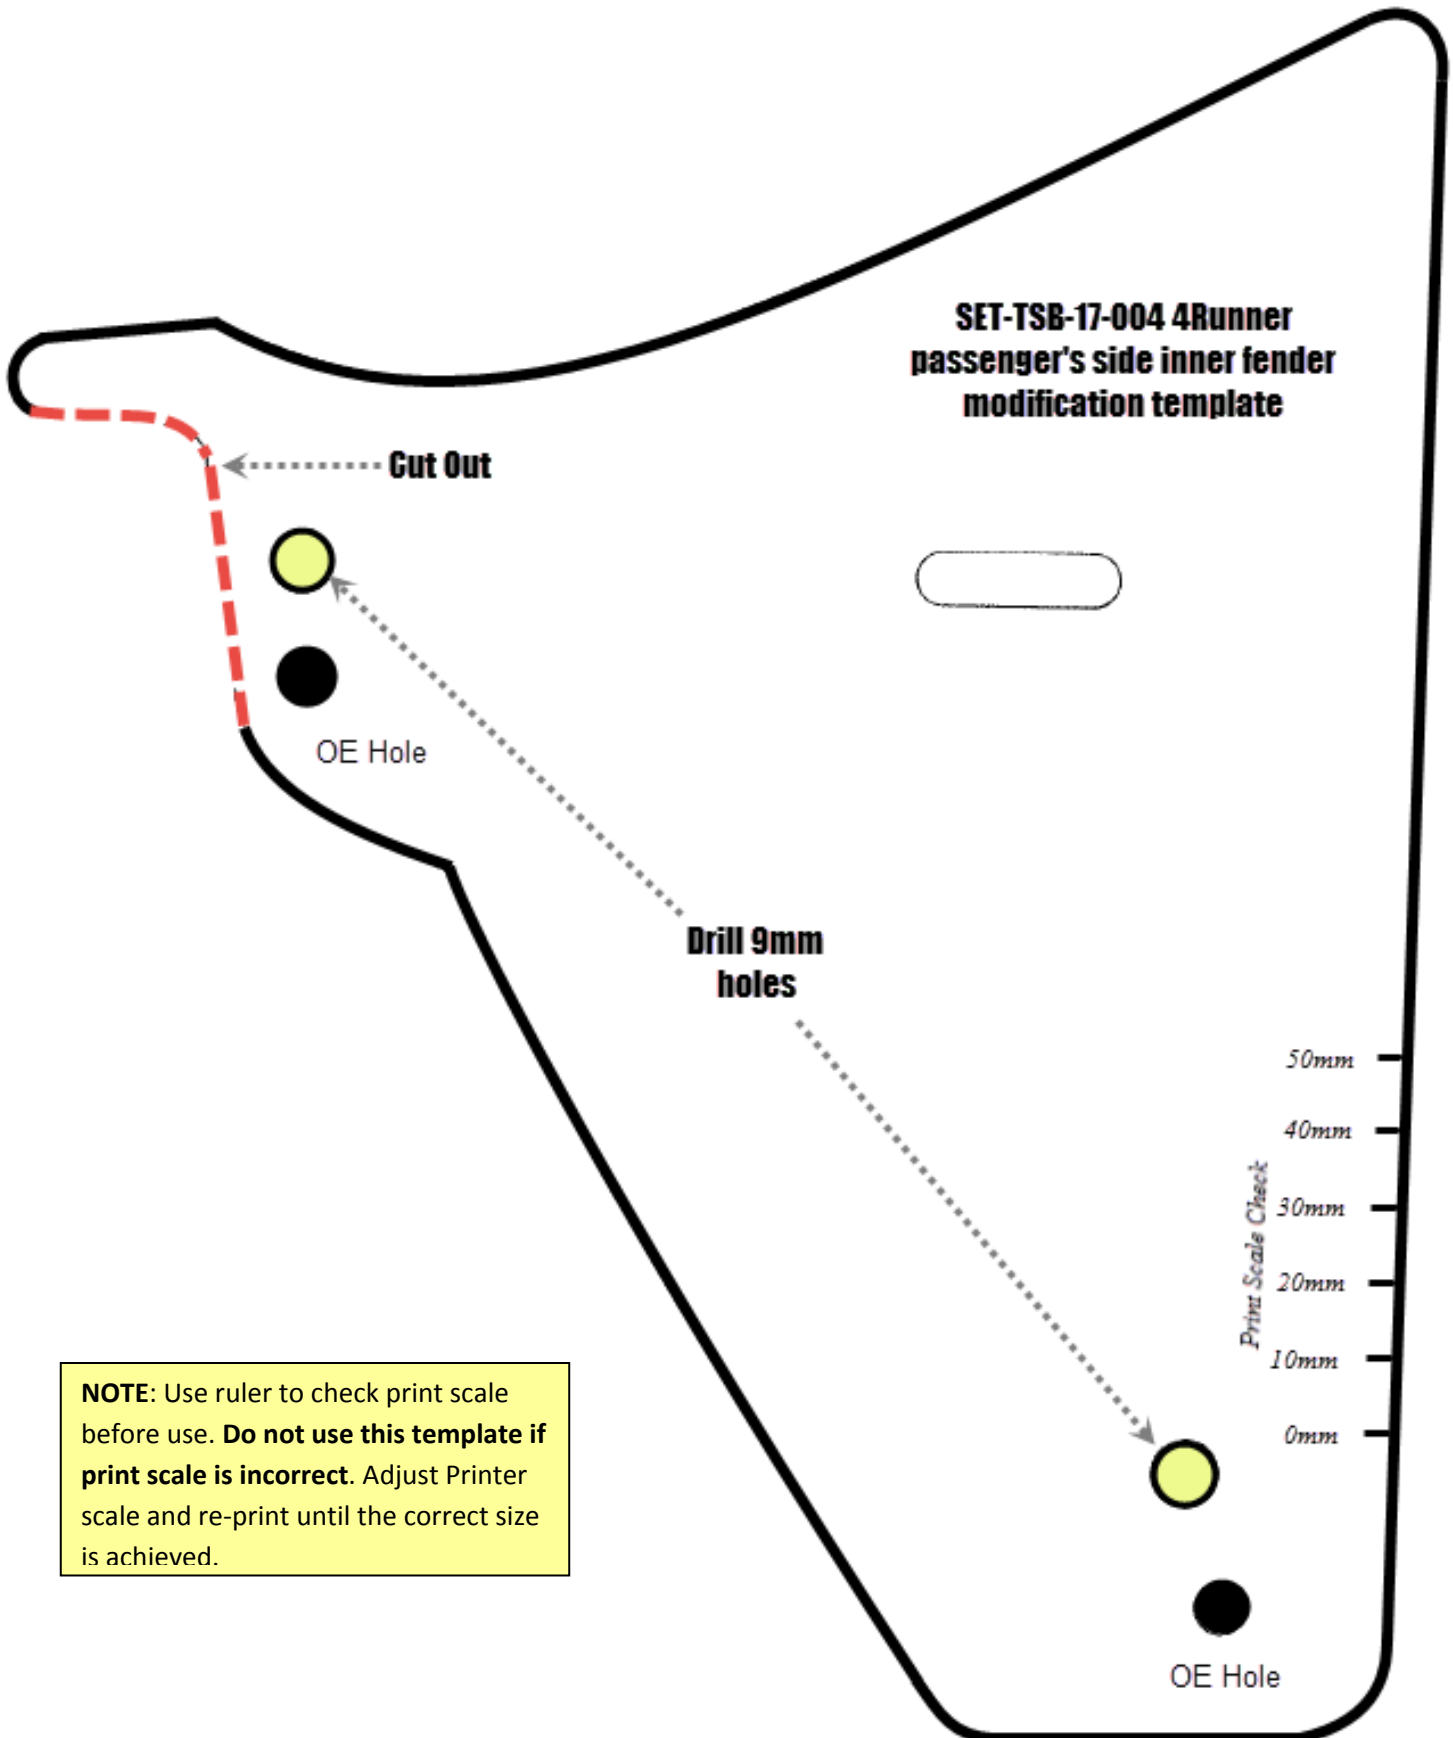 SET-TSB-17-004 4Runner
passenger's side inner fender
modification template
Cut Out
OE Hole
Drill 9mm
holes
50mm
40mm
30mm
20mm
10mm
0mm
Print Scale Check
NOTE: Use ruler to check print scale
before use. Do not use this template if
print scale is incorrect. Adjust Printer
scale and re-print until the correct size
is achieved.
OE Hole